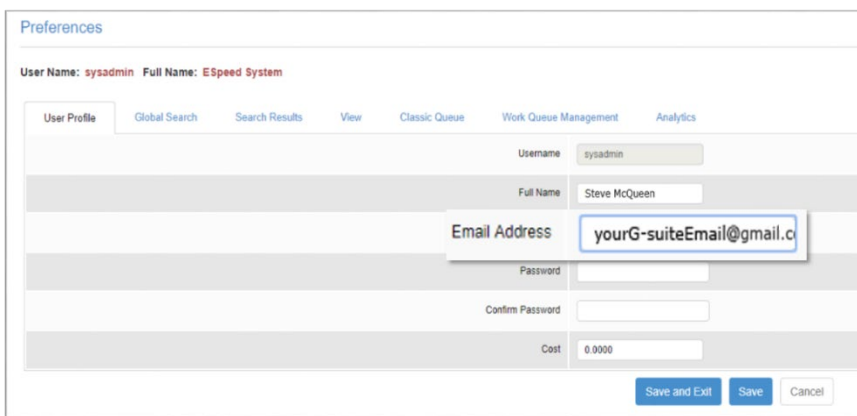 Preferences
User Name: sysadmin Full Name: ESpeed System
User Profile Global Search Search Results View Classic Queue Work Queue Management Analytics
Username sysadmin
Full Name Steve McQueen
Email Address yourG-suiteEmail@gmail.c
Password
Confirm Password
Cost 0.0000
Save and Exit Save Cancel